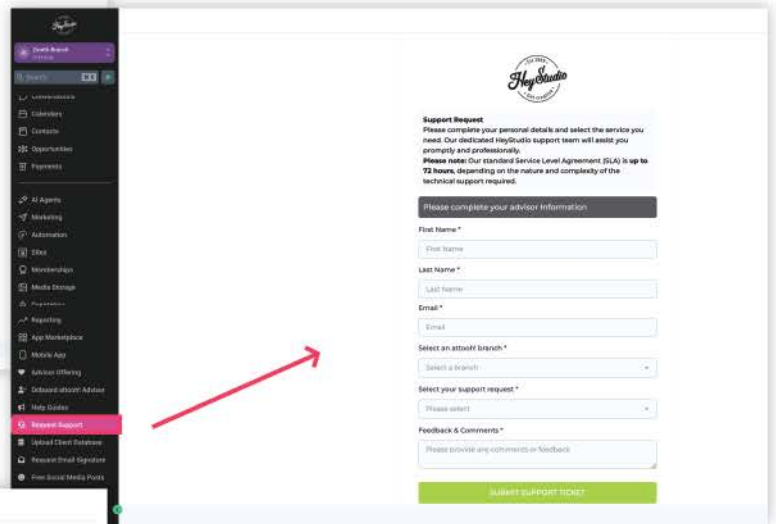 HeyStudio
Zenith Branch
Search
Conversations
Calendars
Contacts
Opportunities
Payments
AI Agents
Marketing
Automation
Sites
Memberships
Media Storage
Reputation
Reporting
App Marketplace
Mobile App
Advisor Offering
Onboard attooh! Advisor
Help Guides
Request Support
Upload Client Database
Request Email Signature
Free Social Media Posts
HeyStudio
Support Request
Please complete your personal details and select the service you
need. Our dedicated HeyStudio support team will assist you
promptly and professionally.
Please note: Our standard Service Level Agreement (SLA) is up to
72 hours, depending on the nature and complexity of the
technical support required.
Please complete your advisor Information
First Name *
First Name
Last Name *
Last Name
Email *
Email
Select an attooh! branch *
Select a branch
Select your support request *
Please select
Feedback & Comments *
Please provide any comments or feedback
SUBMIT SUPPORT TICKET